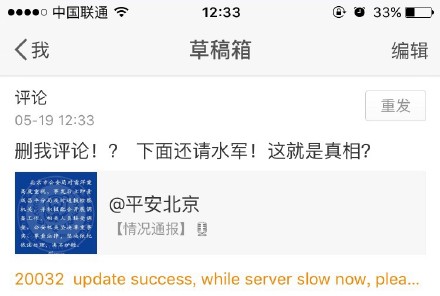 中国联通 12:33 33%
我 草稿箱 编辑
评论
05-19 12:33
重发
删我评论！？ 下面还请水军！这就是真相？
@平安北京
【情况通报】
20032 update success, while server slow now, plea...